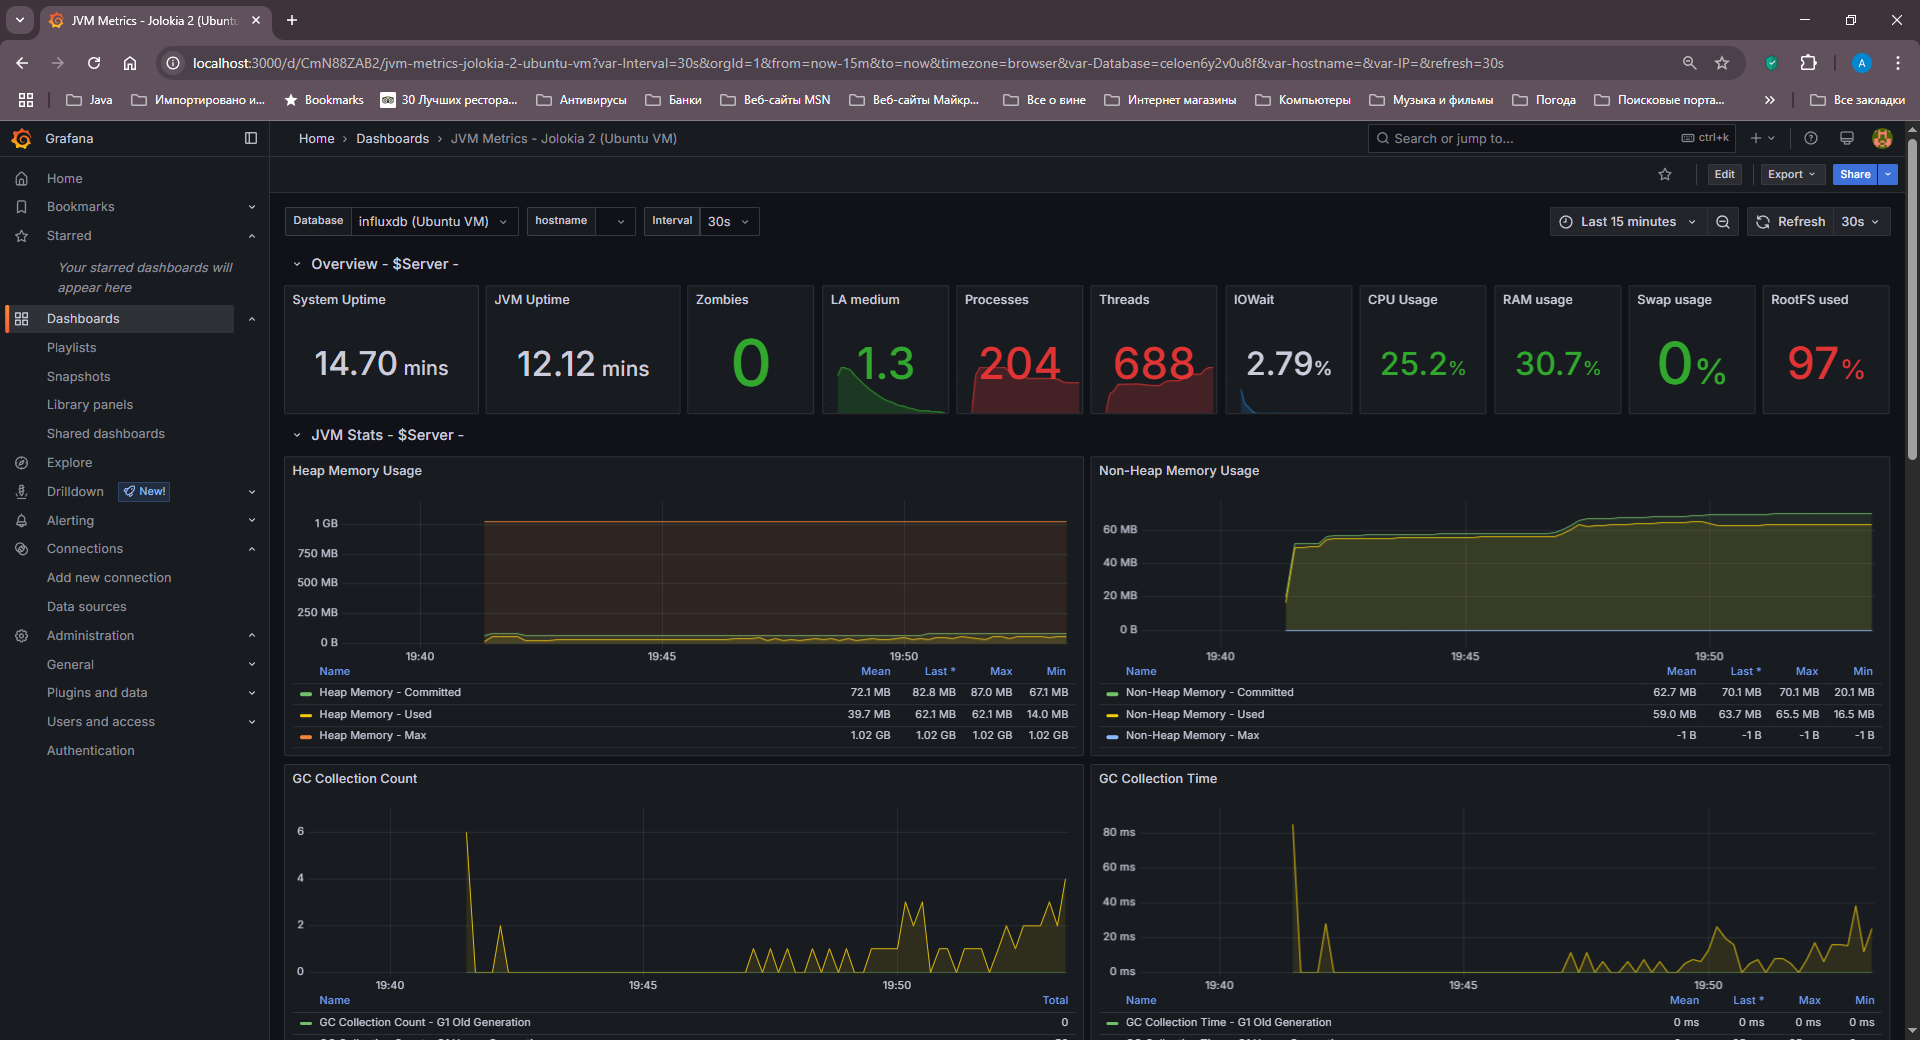 JVM Metrics - Jolokia 2 (Ubuntu
localhost:3000/d/CmN88ZAB2/jvm-metrics-jolokia-2-ubuntu-vm?var-Interval=30s&orgId=1&from=now-15m&to=now&timezone=browser&var-Database=celoen6y2v0u8f&var-hostname=&var-IP=&refresh=30s
A
Java Импортировано и... Bookmarks 30 Лучших рестора... Антивирусы Банки Веб-сайты MSN Веб-сайты Майкр... Все о вине Интернет магазины Компьютеры Музыка и фильмы Погода Поисковые порта... » Все закладки
Grafana
Home › Dashboards › JVM Metrics - Jolokia 2 (Ubuntu VM)
Search or jump to... ctrl+k
Edit Export Share
Home
Bookmarks
Starred
Your starred dashboards will
appear here
Dashboards
Playlists
Snapshots
Library panels
Shared dashboards
Explore
Drilldown New!
Alerting
Connections
Add new connection
Data sources
Administration
General
Plugins and data
Users and access
Authentication
Database influxdb (Ubuntu VM) hostname Interval 30s
Last 15 minutes Refresh 30s
Overview - $Server -
System Uptime JVM Uptime Zombies LA medium Processes Threads IOWait CPU Usage RAM usage Swap usage RootFS used
14.70 mins 12.12 mins 0 1.3 204 688 2.79% 25.2% 30.7% 0% 97%
JVM Stats - $Server -
Heap Memory Usage
1 GB
750 MB
500 MB
250 MB
0 B
19:40 19:45 19:50
Name Mean Last * Max Min
Heap Memory - Committed 72.1 MB 82.8 MB 87.0 MB 67.1 MB
Heap Memory - Used 39.7 MB 62.1 MB 62.1 MB 14.0 MB
Heap Memory - Max 1.02 GB 1.02 GB 1.02 GB 1.02 GB
Non-Heap Memory Usage
60 MB
40 MB
20 MB
0 B
19:40 19:45 19:50
Name Mean Last * Max Min
Non-Heap Memory - Committed 62.7 MB 70.1 MB 70.1 MB 20.1 MB
Non-Heap Memory - Used 59.0 MB 63.7 MB 65.5 MB 16.5 MB
Non-Heap Memory - Max -1 B -1 B -1 B -1 B
GC Collection Count
6
4
2
0
19:40 19:45 19:50
Name Total
GC Collection Count - G1 Old Generation 0
GC Collection Time
80 ms
60 ms
40 ms
20 ms
0 ms
19:40 19:45 19:50
Name Mean Last * Max Min
GC Collection Time - G1 Old Generation 0 ms 0 ms 0 ms 0 ms